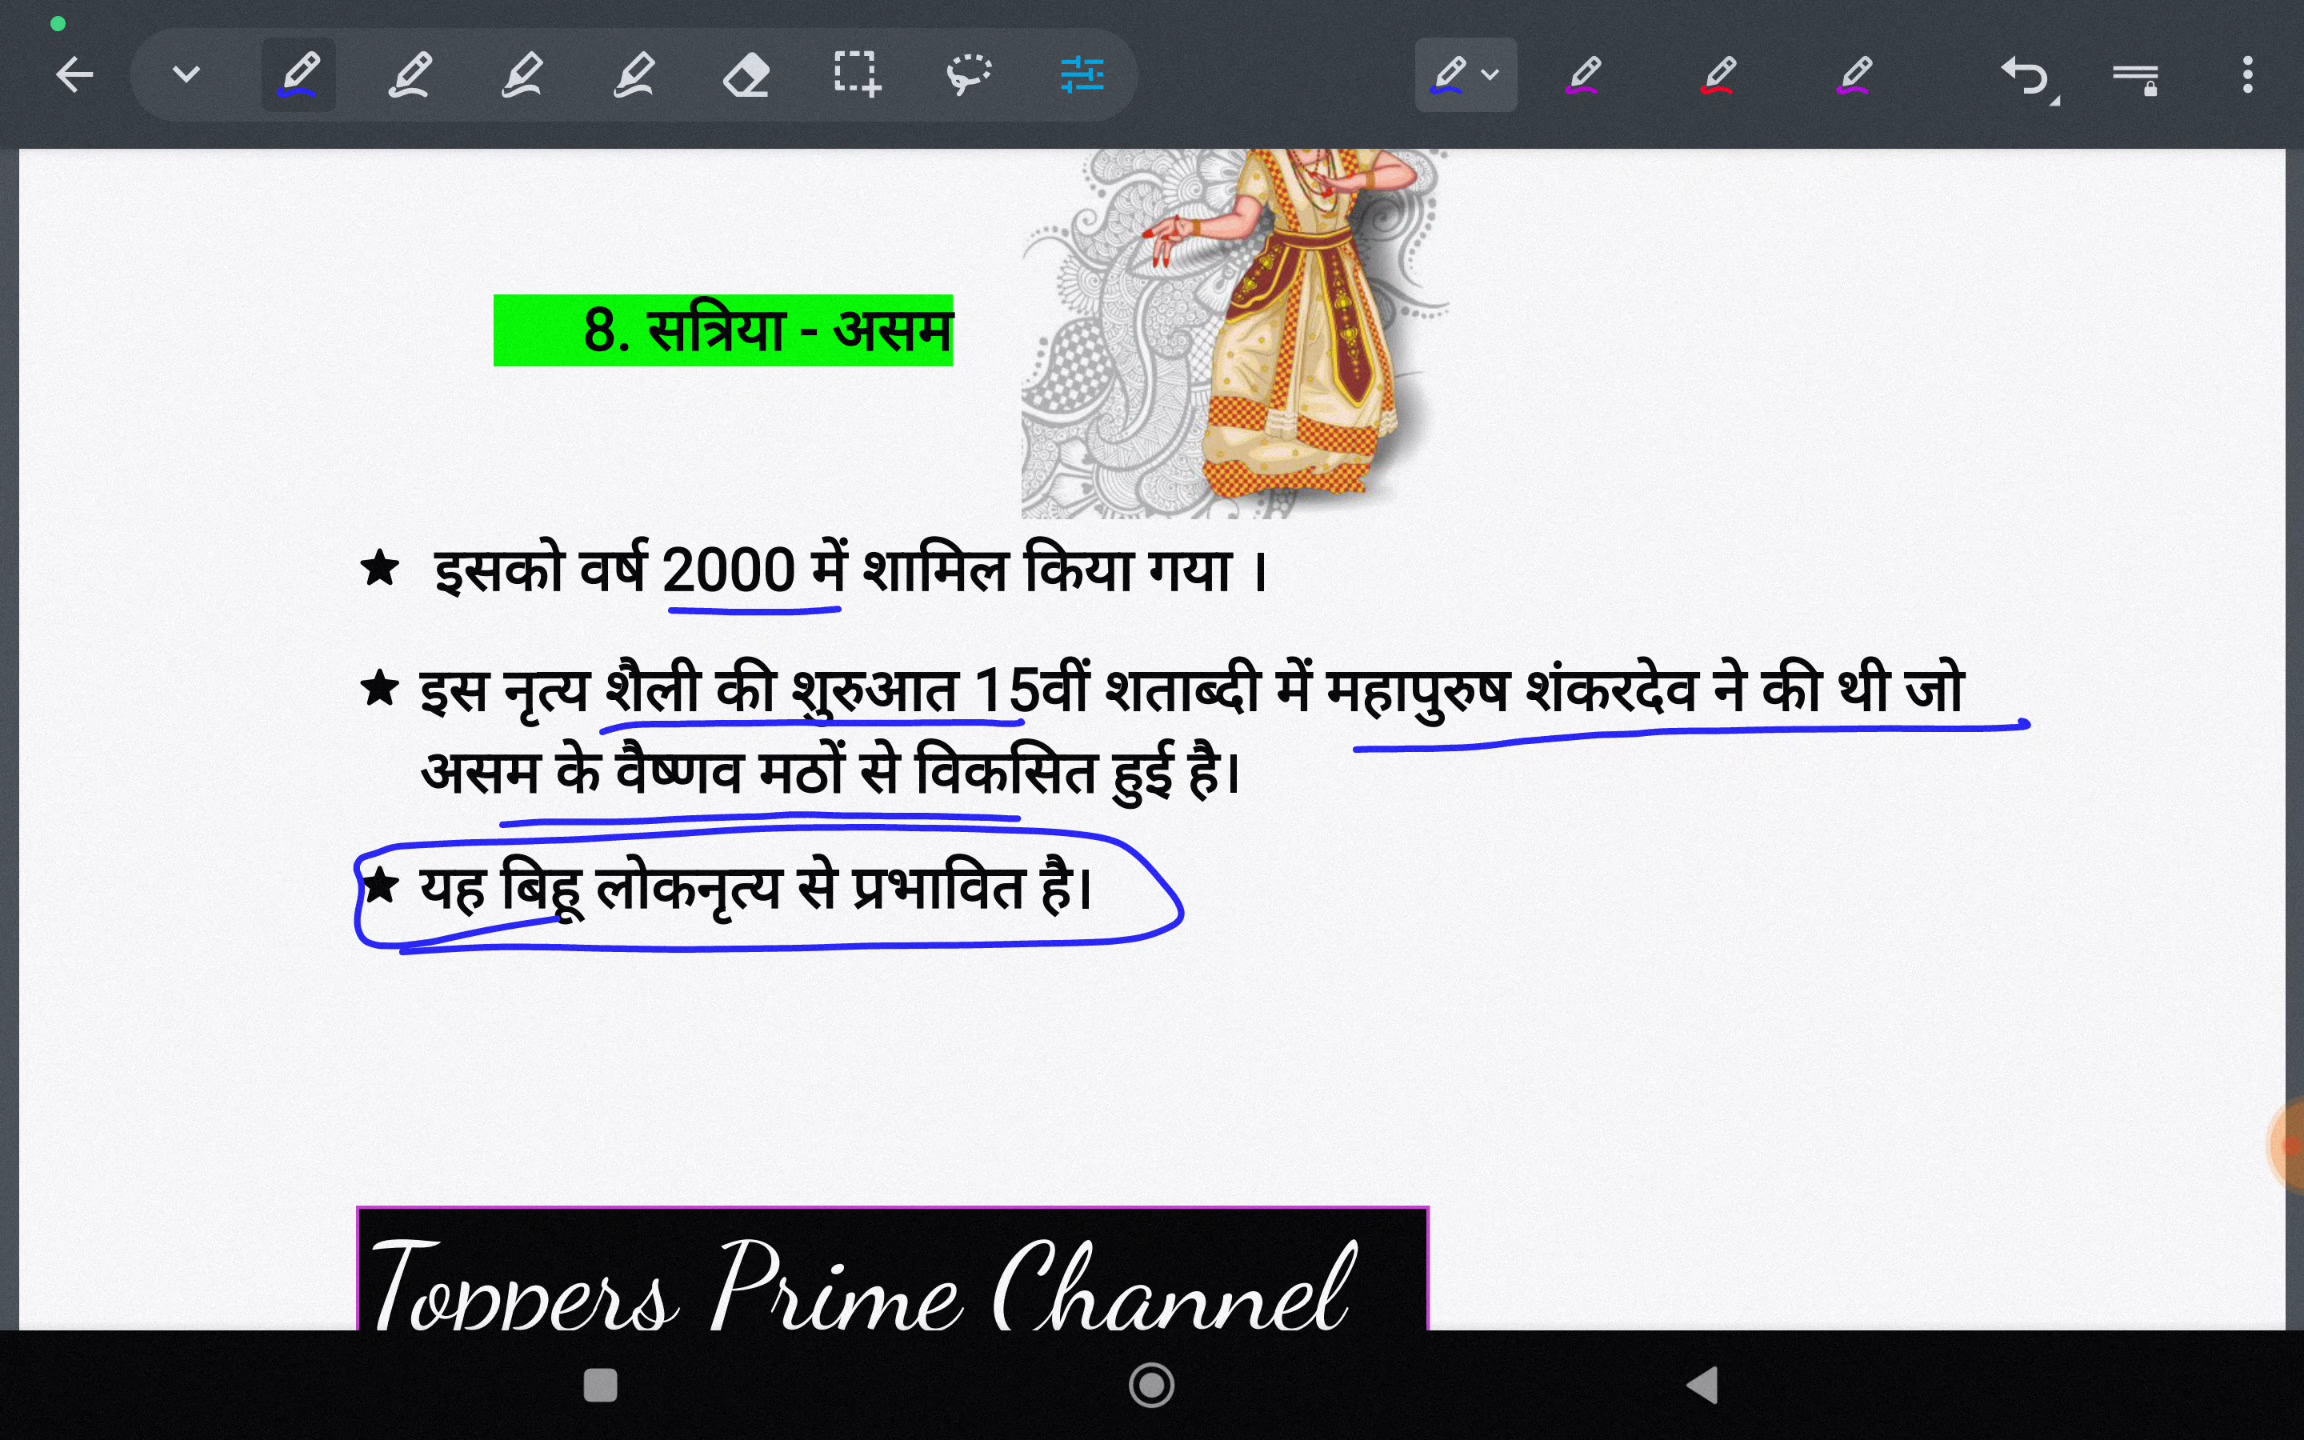 8. सत्रिया - असम
★ इसको वर्ष 2000 में शामिल किया गया ।
★ इस नृत्य शैली की शुरुआत 15वीं शताब्दी में महापुरुष शंकरदेव ने की थी जो
असम के वैष्णव मठों से विकसित हुई है।
★ यह बिहू लोकनृत्य से प्रभावित है।
Toppers Prime Channel